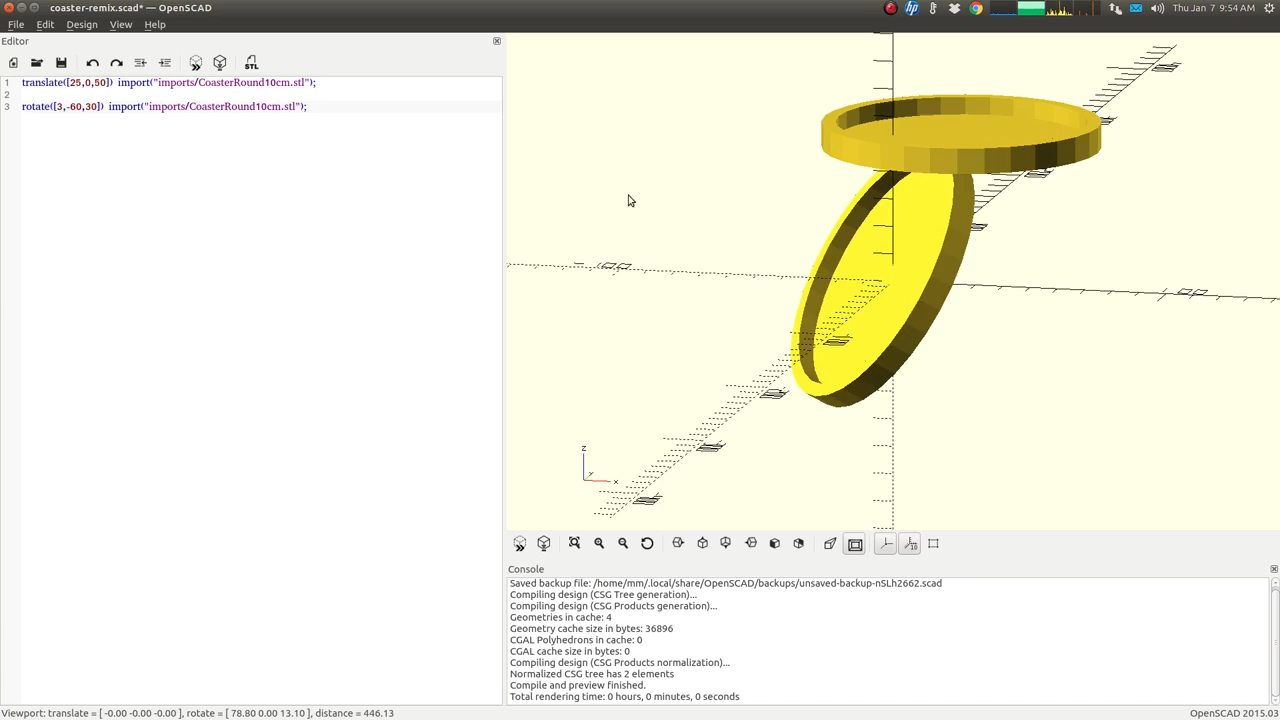 coaster-remix.scad* - OpenSCAD
Thu Jan 7 9:54 AM
File Edit Design View Help
Editor
STL
1 translate([25,0,50]) import("imports/CoasterRound10cm.stl");
2
3 rotate([3,-60,30]) import("imports/CoasterRound10cm.stl");
z
y
x
10
Console
Saved backup file: /home/mm/.local/share/OpenSCAD/backups/unsaved-backup-nSLh2662.scad
Compiling design (CSG Tree generation)...
Compiling design (CSG Products generation)...
Geometries in cache: 4
Geometry cache size in bytes: 36896
CGAL Polyhedrons in cache: 0
CGAL cache size in bytes: 0
Compiling design (CSG Products normalization)...
Normalized CSG tree has 2 elements
Compile and preview finished.
Total rendering time: 0 hours, 0 minutes, 0 seconds
Viewport: translate = [ -0.00 -0.00 -0.00 ], rotate = [ 78.80 0.00 13.10 ], distance = 446.13
OpenSCAD 2015.03